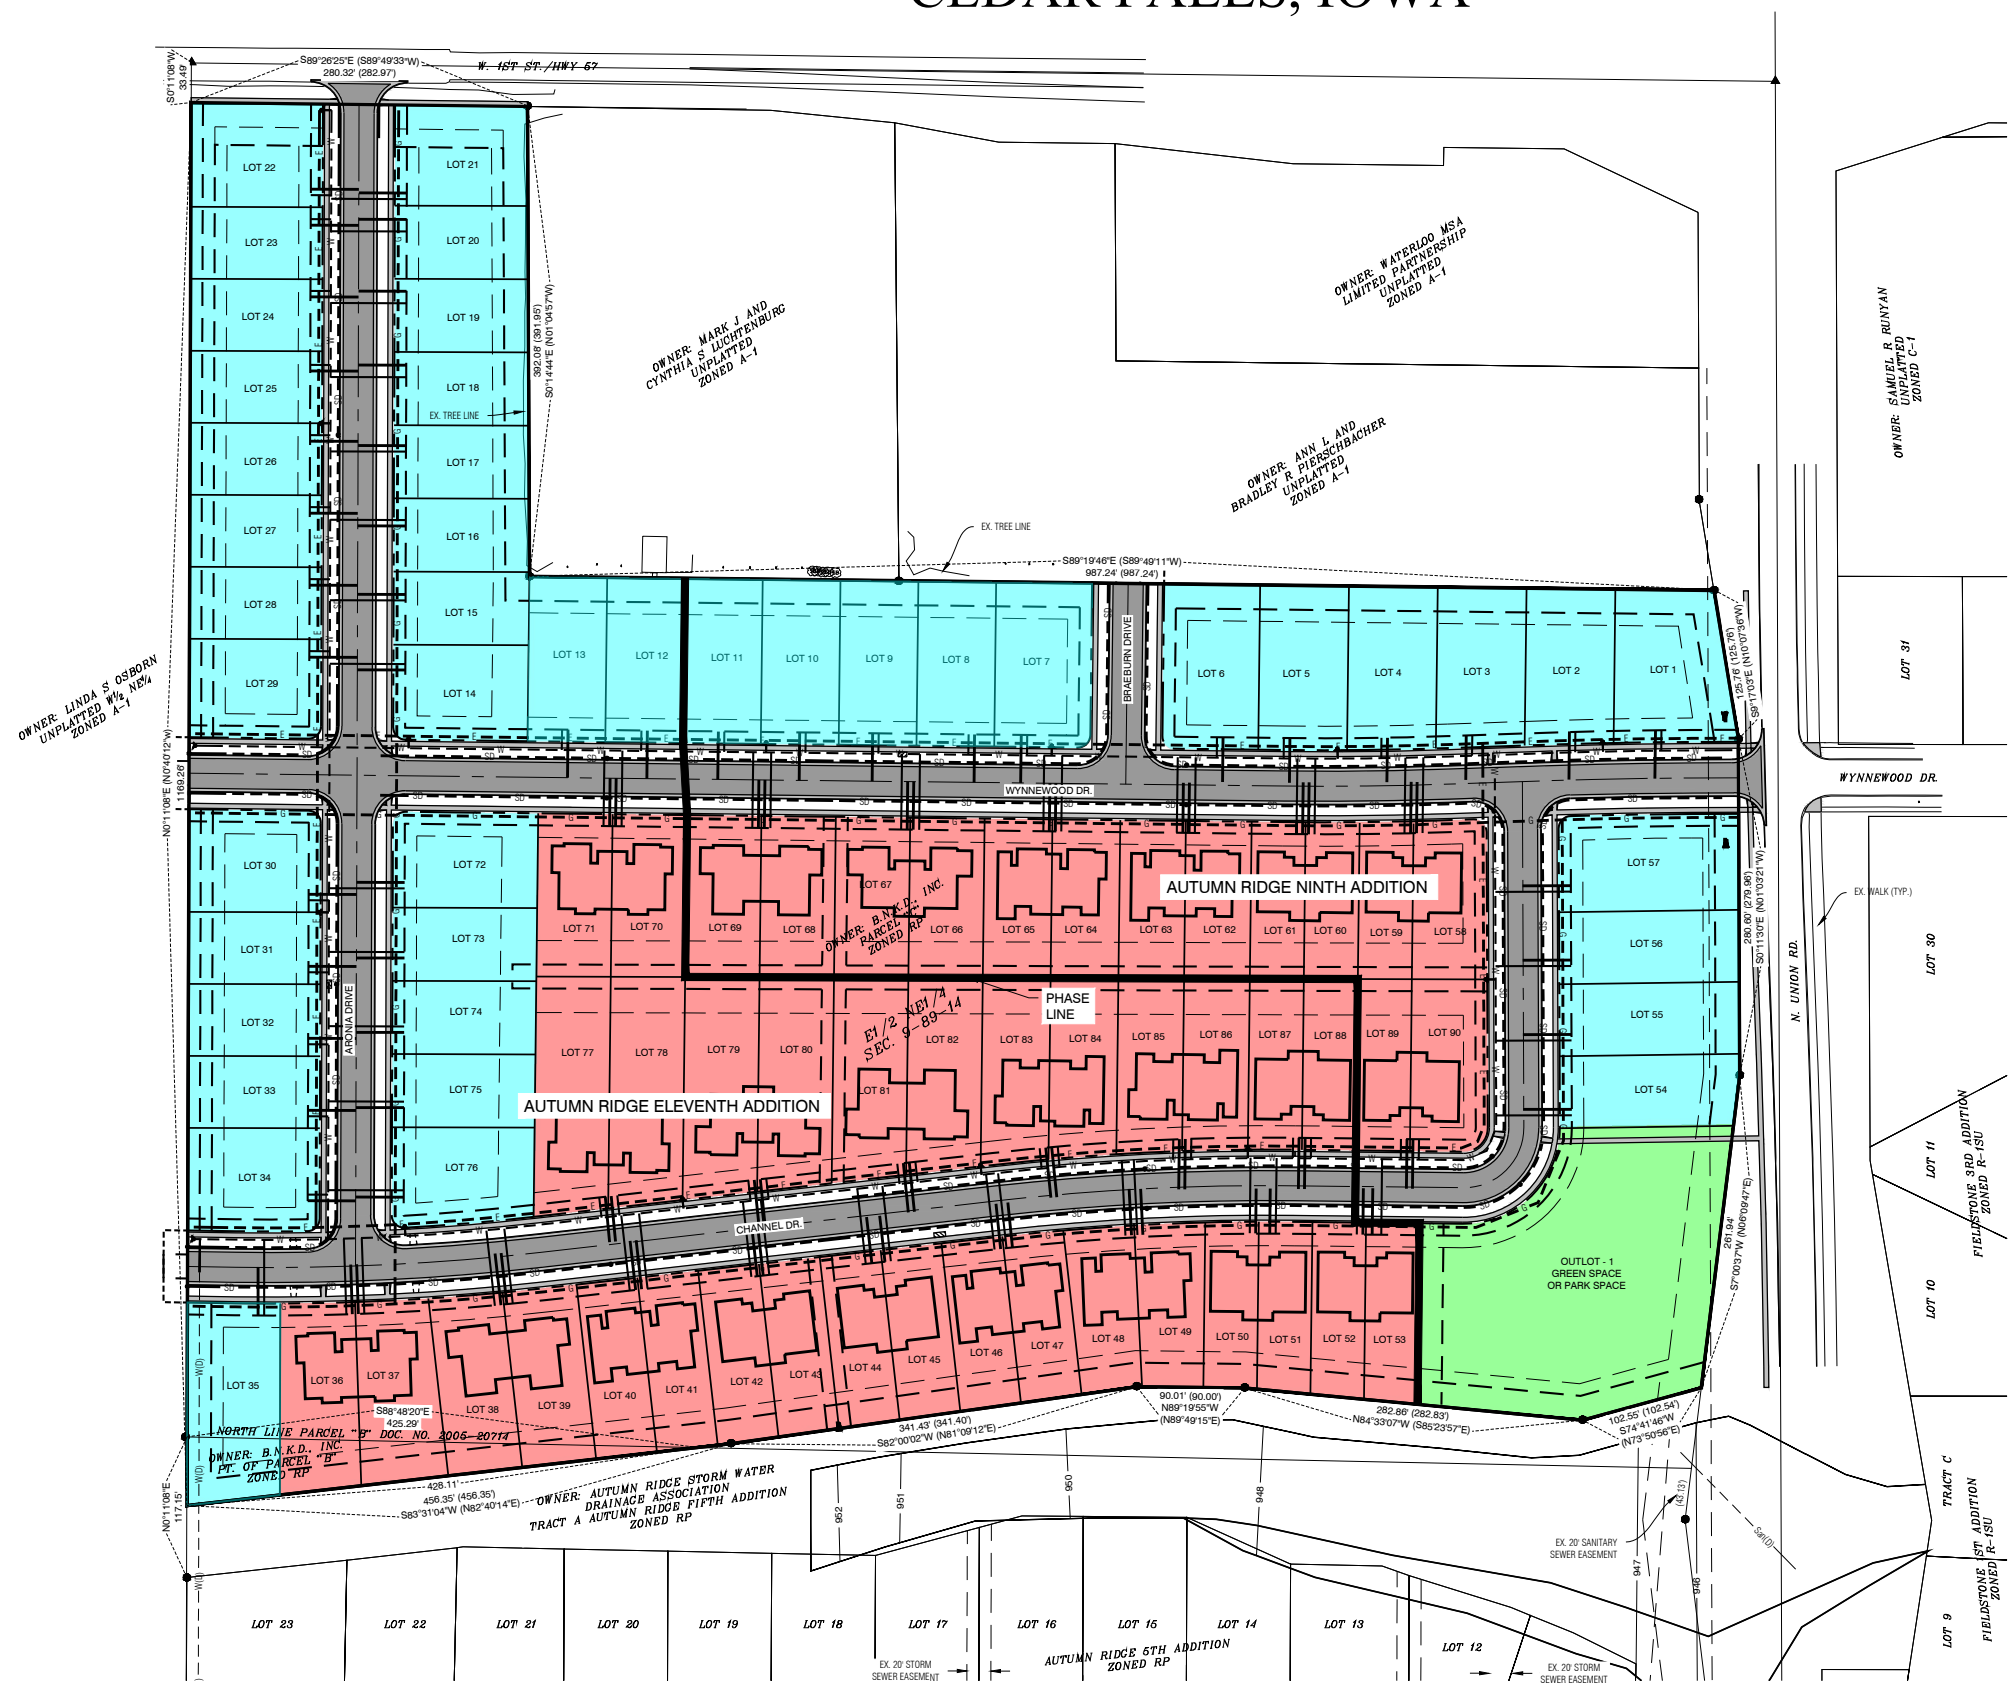 CEDAR FALLS, IOWA
S89°26'25"E (S89°49'33"W)
280.32' (282.97')
W. 1ST ST./HWY 57
S0°11'08"W
33.49'
LOT 22
LOT 21
LOT 23
LOT 20
LOT 24
LOT 19
LOT 25
LOT 18
EX. TREE LINE
LOT 26
LOT 17
LOT 27
LOT 16
LOT 28
LOT 15
LOT 29
LOT 14
392.08' (391.95')
S0°14'44"E (N01°04'57"W)
OWNER: MARK J AND
CYNTHIA S LUCHTENBURG
UNPLATTED
ZONED A-1
OWNER: WATERLOO MSA
LIMITED PARTNERSHIP
UNPLATTED
ZONED A-1
OWNER: ANN L AND
BRADLEY R PIERSCHBACHER
UNPLATTED
ZONED A-1
OWNER: SAMUEL R RUNYAN
UNPLATTED
ZONED C-1
EX. TREE LINE
S89°19'46"E (S89°49'11"W)
987.24' (987.24')
OWNER: LINDA S OSBORN
UNPLATTED W½ NE¼
ZONED A-1
N0°11'08"E (N0°40'12"W)
1169.26'
LOT 13
LOT 12
LOT 11
LOT 10
LOT 9
LOT 8
LOT 7
BRAEBURN DRIVE
LOT 6
LOT 5
LOT 4
LOT 3
LOT 2
LOT 1
125.76' (125.76')
S9°17'03"E (N10°07'36"W)
LOT 31
WYNNEWOOD DR.
WYNNEWOOD DR.
LOT 30
LOT 72
LOT 31
LOT 73
LOT 32
LOT 74
LOT 33
LOT 75
LOT 34
LOT 76
ARONIA DRIVE
LOT 71
LOT 70
LOT 69
LOT 68
LOT 67
LOT 66
LOT 65
LOT 64
LOT 63
LOT 62
LOT 61
LOT 60
LOT 59
LOT 58
AUTUMN RIDGE NINTH ADDITION
OWNER: B.N.K.D., INC.
PARCEL "C"
ZONED RP
PHASE
LINE
E1/2 NE1/4
SEC. 9-89-14
LOT 77
LOT 78
LOT 79
LOT 80
LOT 81
LOT 82
LOT 83
LOT 84
LOT 85
LOT 86
LOT 87
LOT 88
LOT 89
LOT 90
AUTUMN RIDGE ELEVENTH ADDITION
LOT 57
LOT 56
LOT 55
LOT 54
280.60' (279.96')
S0°11'30"E (N01°03'21"W)
N. UNION RD.
EX. WALK (TYP.)
LOT 30
LOT 11
FIELDSTONE 3RD ADDITION
ZONED R-1SU
LOT 10
CHANNEL DR.
OUTLOT - 1
GREEN SPACE
OR PARK SPACE
261.94'
S7°00'37"W (N06°09'47"E)
LOT 35
LOT 36
LOT 37
LOT 38
LOT 39
LOT 40
LOT 41
LOT 42
LOT 43
LOT 44
LOT 45
LOT 46
LOT 47
LOT 48
LOT 49
LOT 50
LOT 51
LOT 52
LOT 53
S88°48'20"E
425.29'
NORTH LINE PARCEL "B" DOC. NO. 2005-20714
OWNER: B.N.K.D., INC.
PT. OF PARCEL "B"
ZONED RP
N0°11'08"E
117.15'
426.11'
456.35' (456.35')
S83°31'04"W (N82°40'14"E)
341.43' (341.40')
S82°00'02"W (N81°09'12"E)
90.01' (90.00')
N89°19'55"W
(N89°49'15"E)
282.86' (282.83')
N84°33'07"W (S85°23'57"E)
102.55' (102.54')
S74°41'46"W
(N73°50'56"E)
OWNER: AUTUMN RIDGE STORM WATER
DRAINAGE ASSOCIATION
TRACT A AUTUMN RIDGE FIFTH ADDITION
ZONED RP
952
951
950
948
947
946
(43.13')
San(D)
EX. 20' SANITARY
SEWER EASEMENT
TRACT C
FIELDSTONE 1ST ADDITION
ZONED R-1SU
LOT 9
LOT 23
LOT 22
LOT 21
LOT 20
LOT 19
LOT 18
LOT 17
LOT 16
LOT 15
LOT 14
LOT 13
LOT 12
AUTUMN RIDGE 5TH ADDITION
ZONED RP
EX. 20' STORM
SEWER EASEMENT
EX. 20' STORM
SEWER EASEMENT